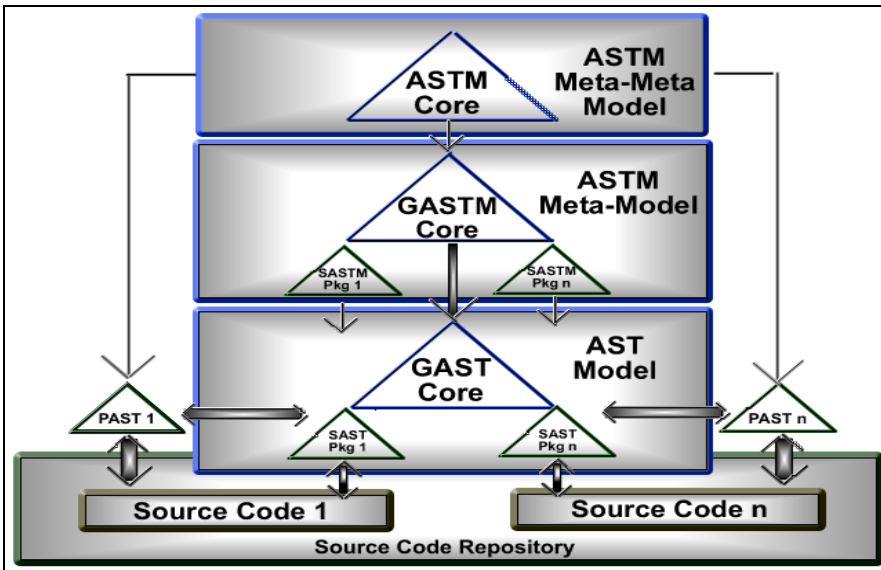 ASTM
Core
ASTM
Meta-Meta
Model
GASTM
Core
ASTM
Meta-Model
SASTM
Pkg 1
SASTM
Pkg n
GAST
Core
AST
Model
PAST 1
PAST n
SAST
Pkg 1
SAST
Pkg n
Source Code 1
Source Code n
Source Code Repository